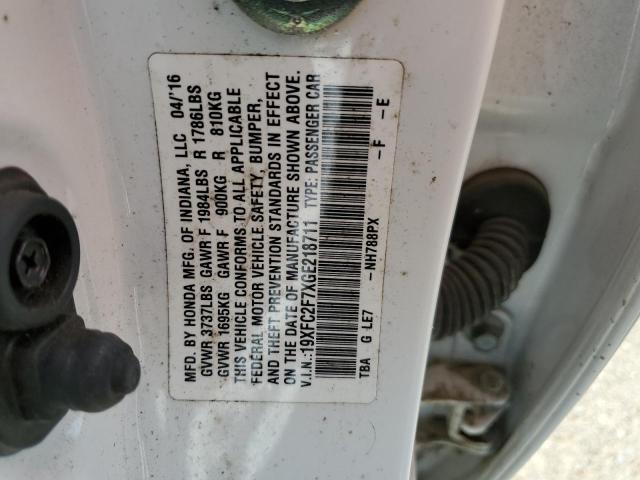 MFD. BY HONDA MFG. OF INDIANA, LLC 04/'16
GVWR 3737LBS GAWR F 1984LBS R 1786LBS
GVWR 1695KG GAWR F 900KG R 810KG
THIS VEHICLE CONFORMS TO ALL APPLICABLE
FEDERAL MOTOR VEHICLE SAFETY, BUMPER,
AND THEFT PREVENTION STANDARDS IN EFFECT
ON THE DATE OF MANUFACTURE SHOWN ABOVE.
V.I.N.:19XFC2F7XGE218711 TYPE: PASSENGER CAR
TBA G LE7 –NH788PX –F –E